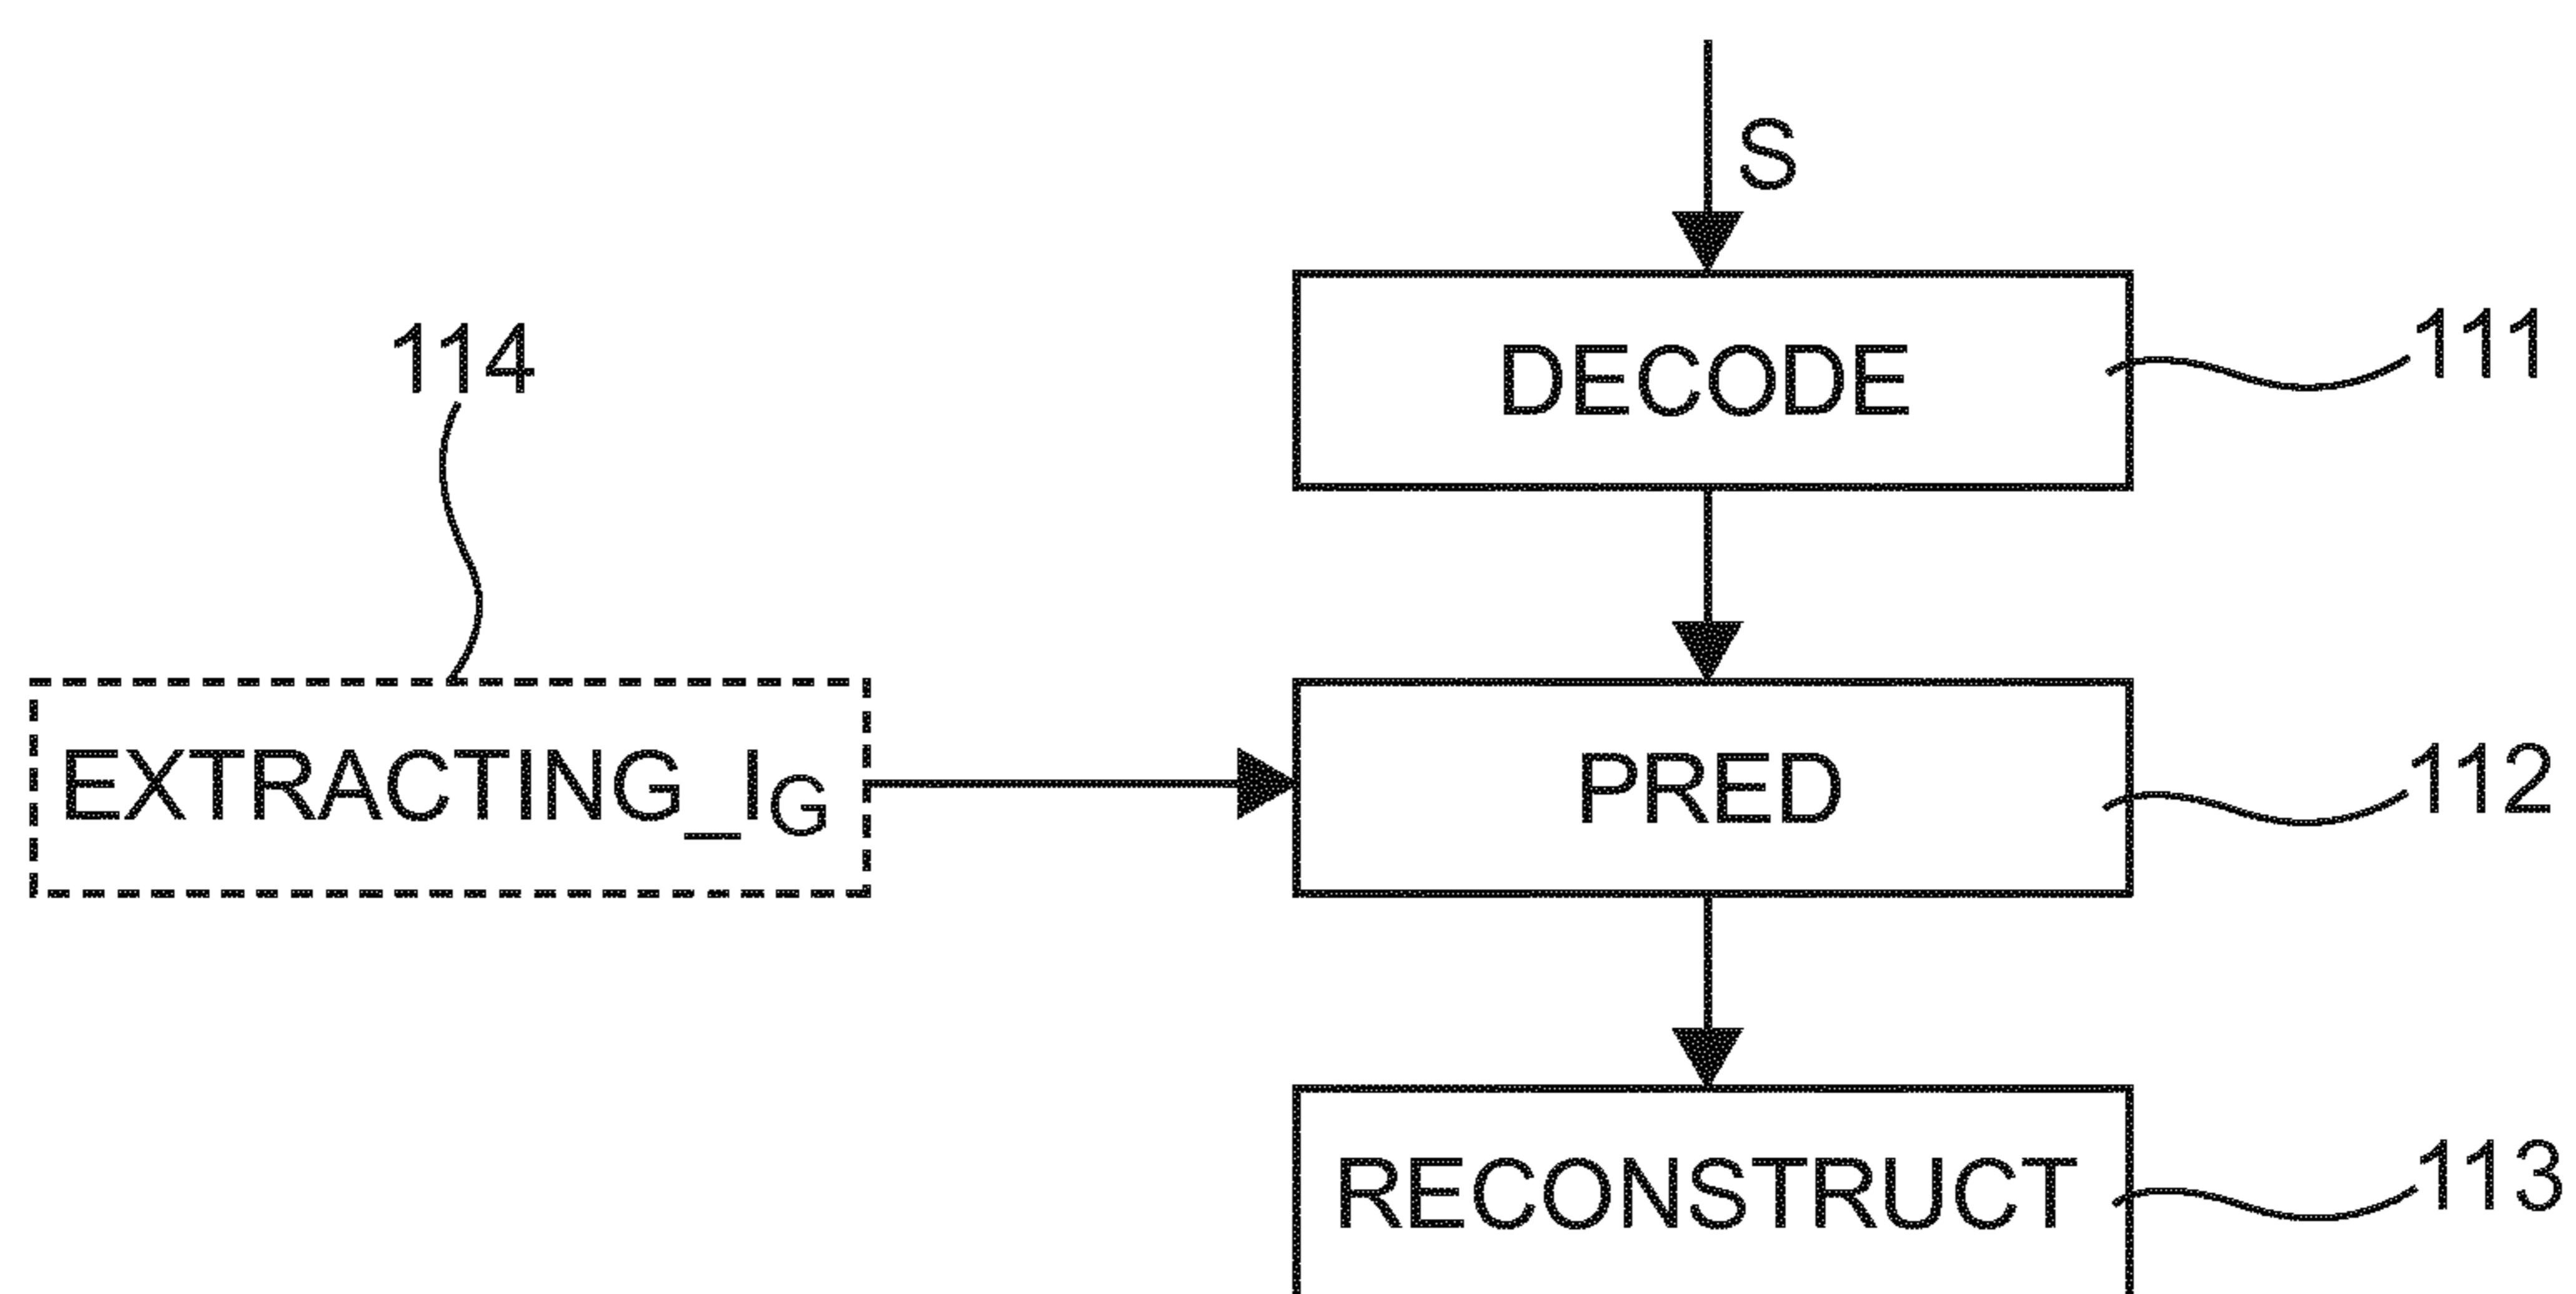 S
DECODE
111
114
EXTRACTING_IG
PRED
112
RECONSTRUCT
113